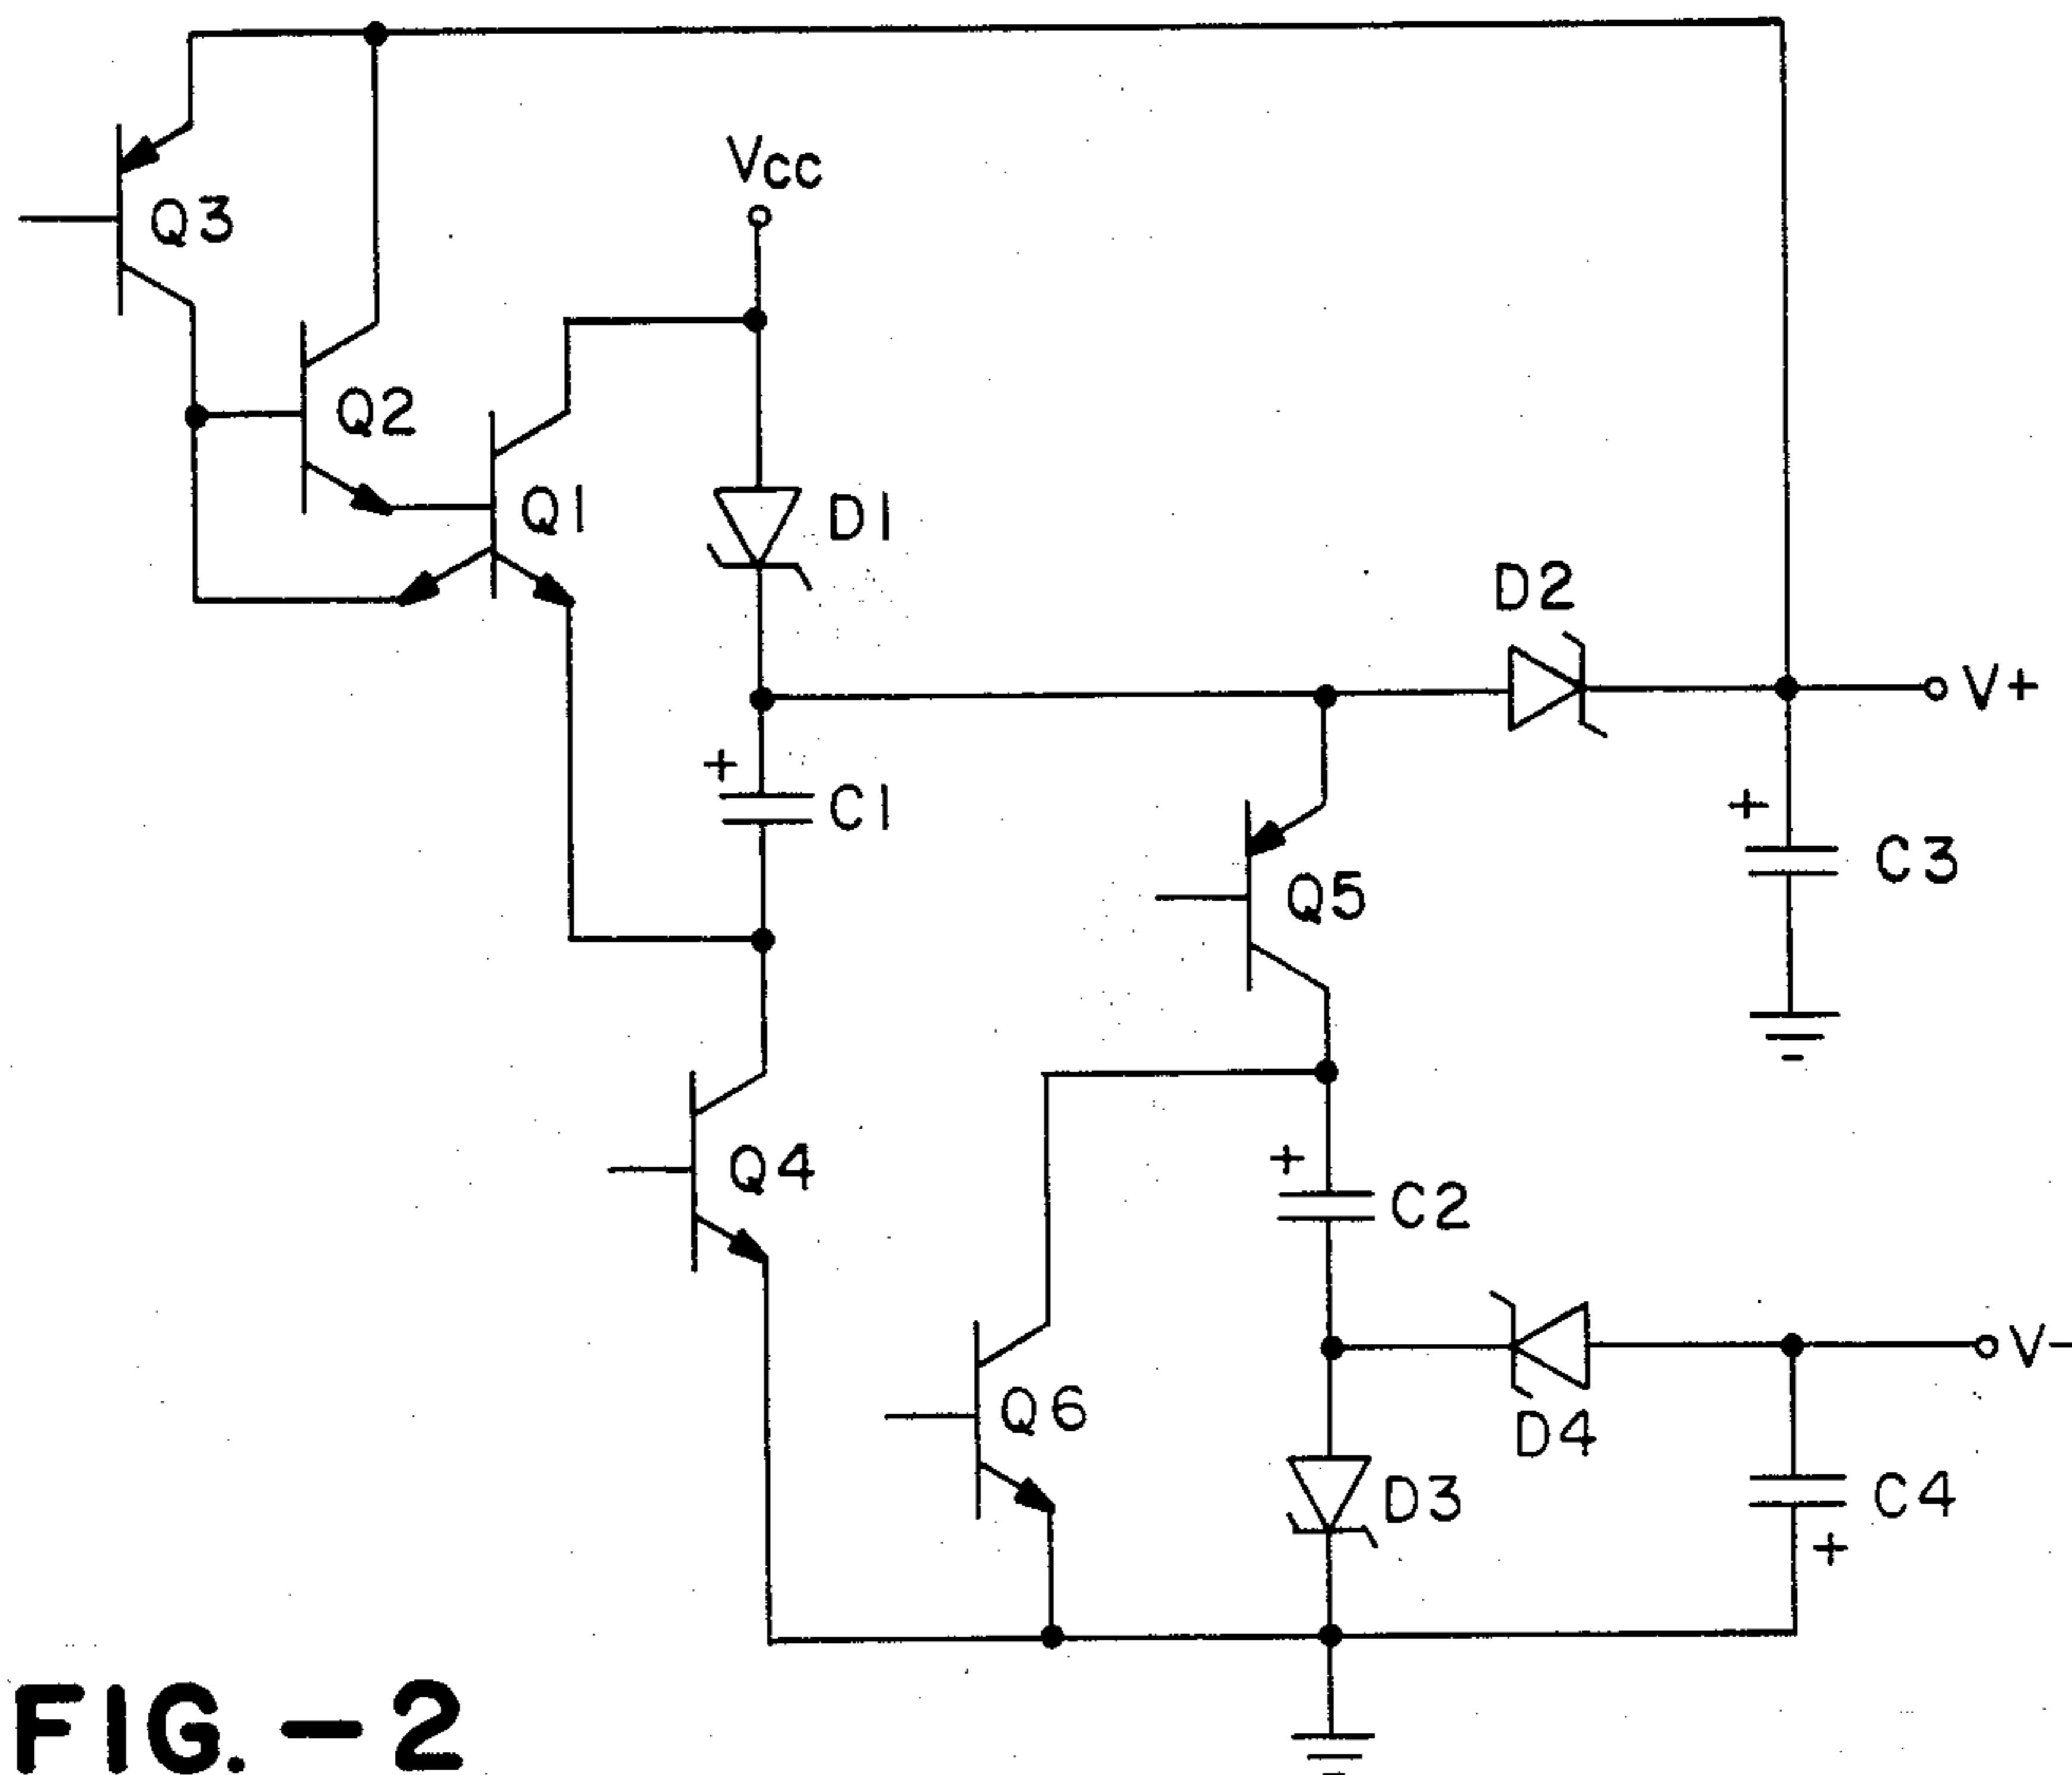 Vcc
Q3
Q2
Q1
D1
D2
V+
+
C1
+
C3
Q5
Q4
+
C2
V-
Q6
D4
D3
C4
+
FIG.-2